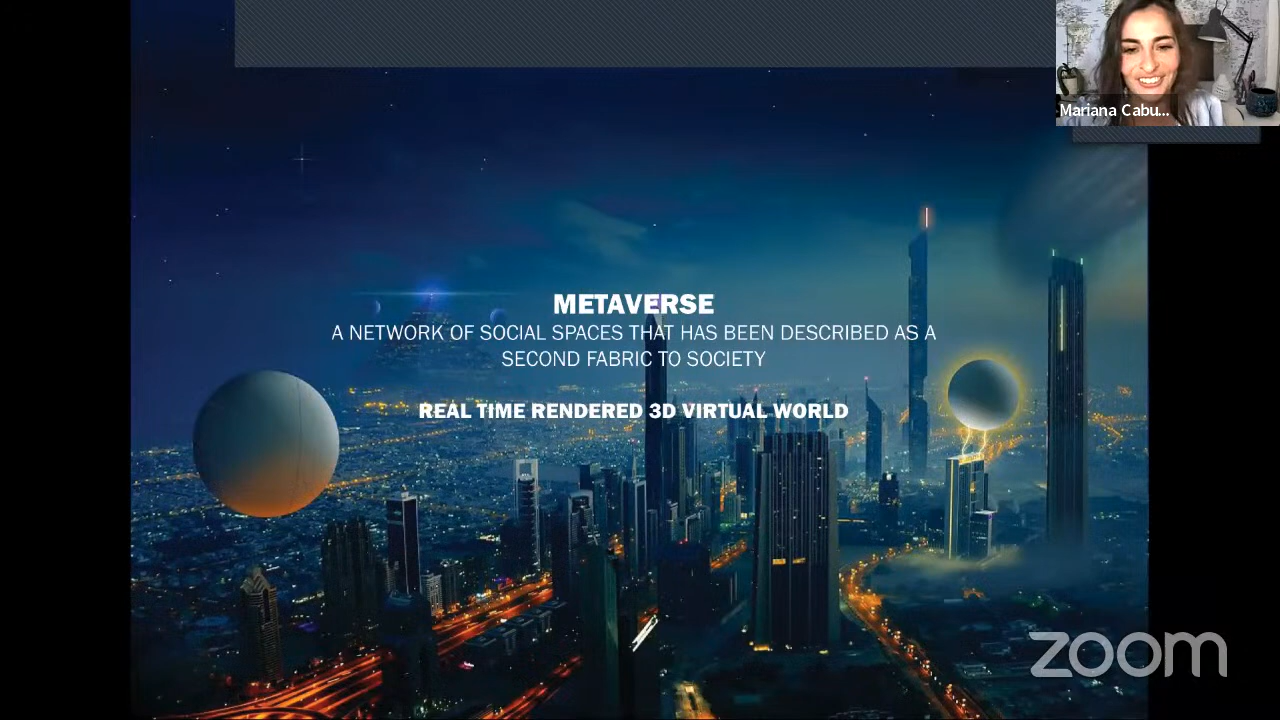 Mariana Cabu...
METAVERSE
A NETWORK OF SOCIAL SPACES THAT HAS BEEN DESCRIBED AS A
SECOND FABRIC TO SOCIETY
REAL TIME RENDERED 3D VIRTUAL WORLD
zoom